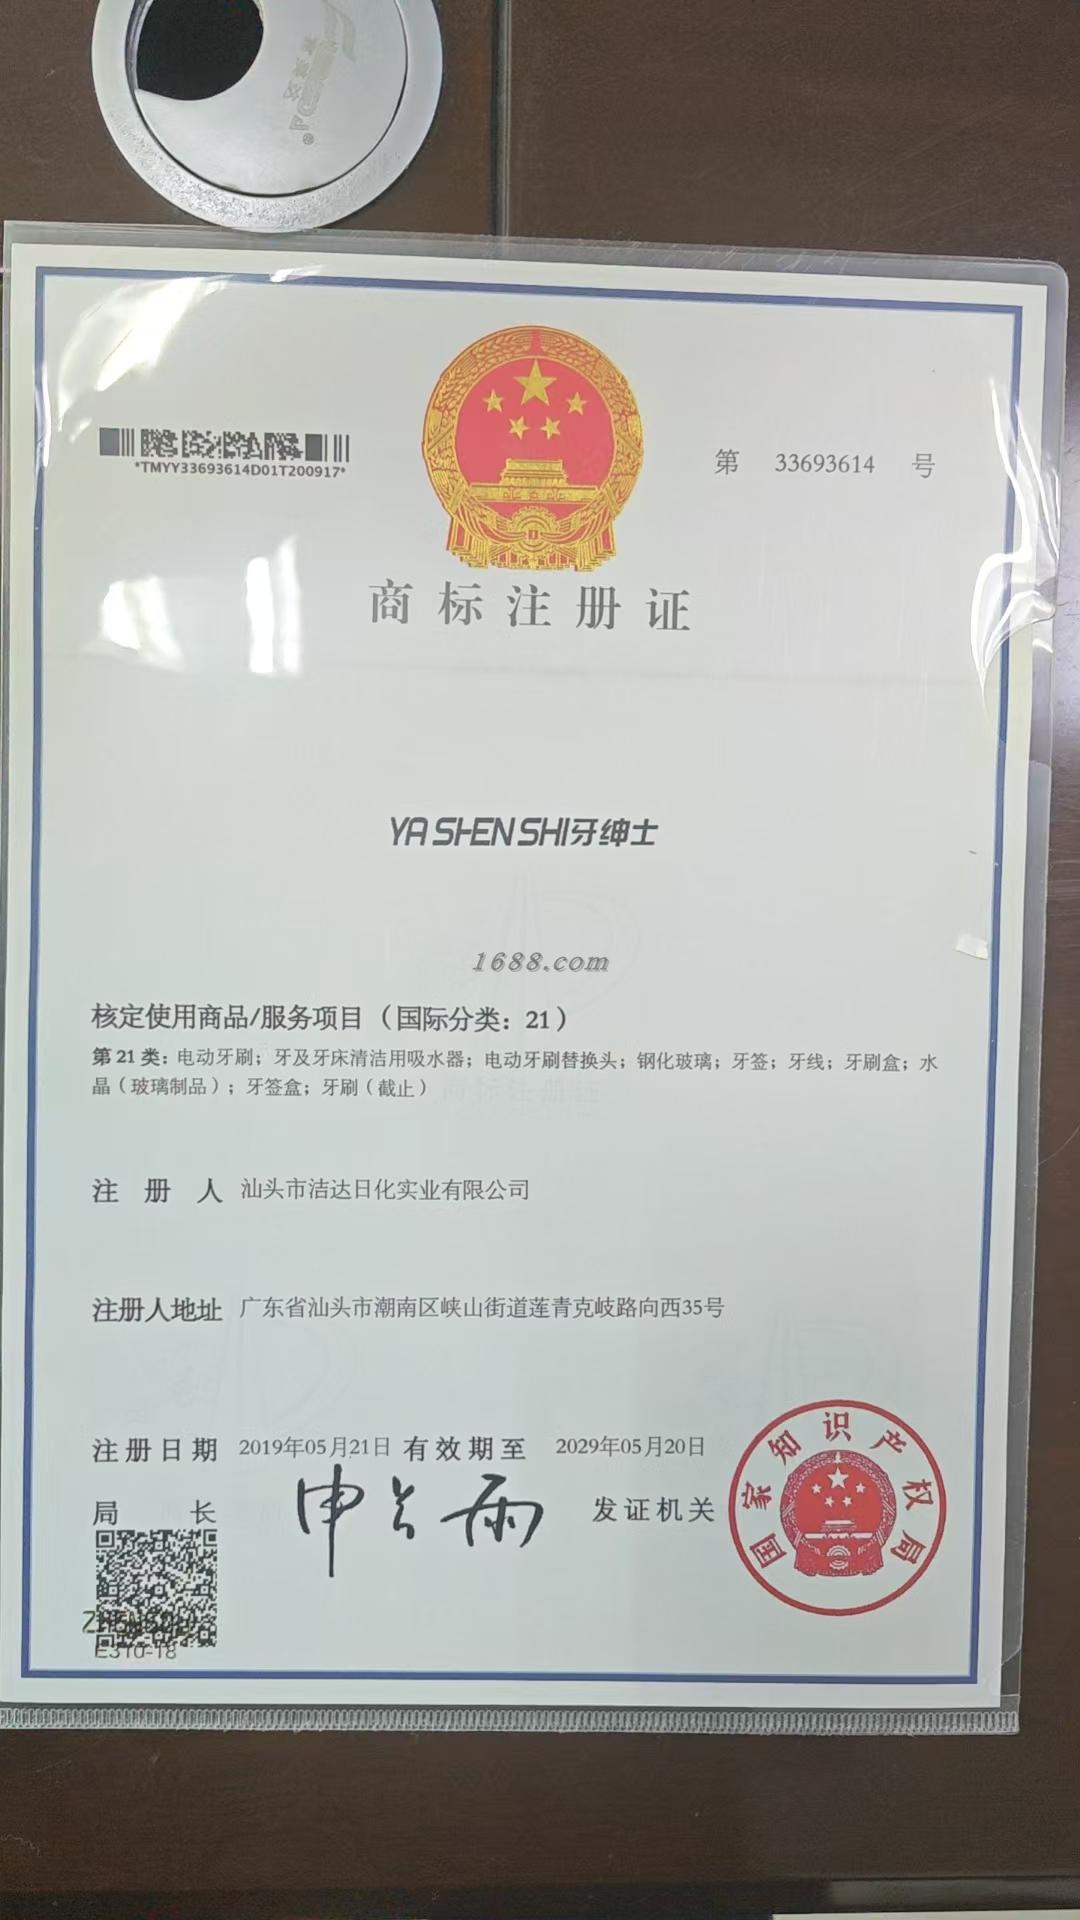 *TMYY33693614D01T200917*
第 33693614 号
商标注册证
YA SHEN SHI牙绅士
1688.com
核定使用商品/服务项目（国际分类：21）
第 21 类：电动牙刷；牙及牙床清洁用吸水器；电动牙刷替换头；钢化玻璃；牙签；牙线；牙刷盒；水
晶（玻璃制品）；牙签盒；牙刷（截止）
注册人 汕头市洁达日化实业有限公司
注册人地址 广东省汕头市潮南区峡山街道莲青克岐路向西35号
注册日期 2019年05月21日 有效期至 2029年05月20日
局长 申长雨 发证机关
国家知识产权局
E310-18